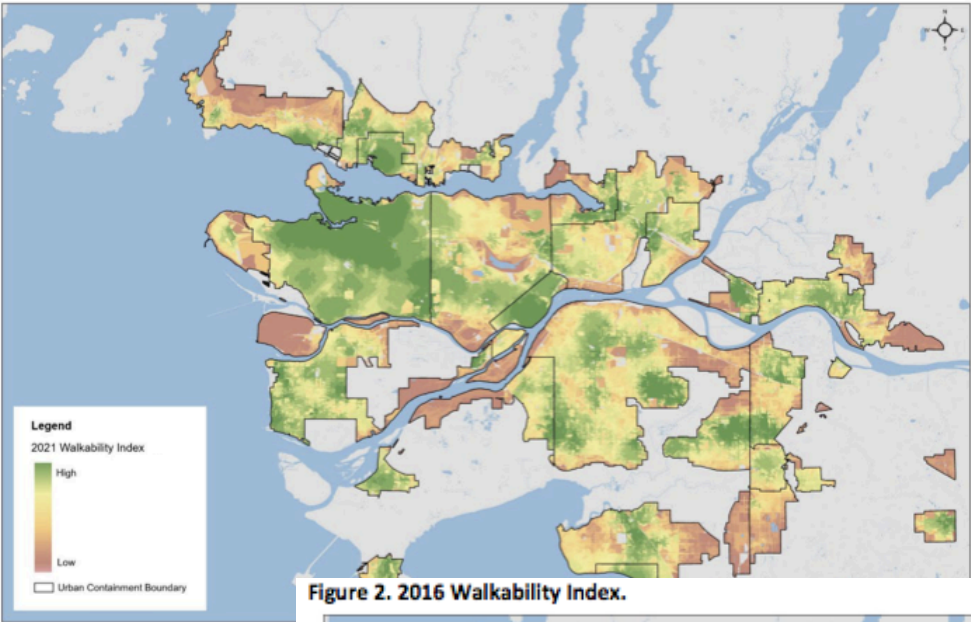 N
W E
S
Legend
2021 Walkability Index
High
Low
Urban Containment Boundary
Figure 2. 2016 Walkability Index.